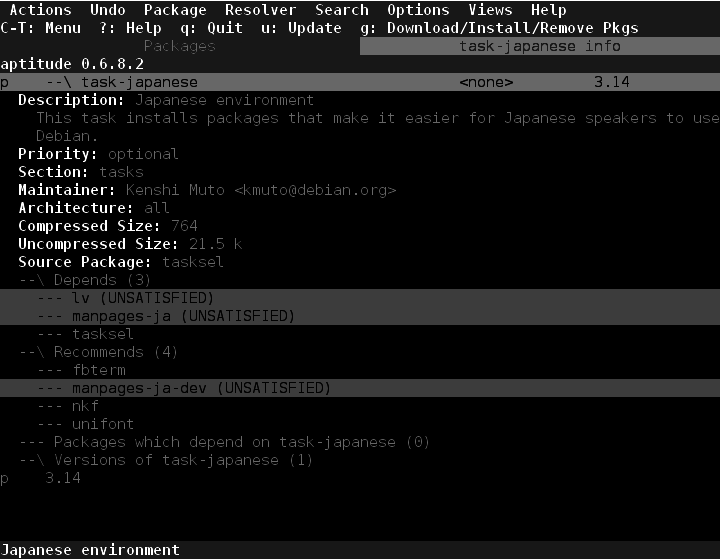 Actions  Undo  Package  Resolver  Search  Options  Views  Help
C-T: Menu  ?: Help  q: Quit  u: Update  g: Download/Install/Remove Pkgs
Packages                          task-japanese info
aptitude 0.6.8.2
p    --\ task-japanese                             <none>         3.14
Description: Japanese environment
This task installs packages that make it easier for Japanese speakers to use
Debian.
Priority: optional
Section: tasks
Maintainer: Kenshi Muto <kmuto@debian.org>
Architecture: all
Compressed Size: 764
Uncompressed Size: 21.5 k
Source Package: tasksel
--\ Depends (3)
--- lv (UNSATISFIED)
--- manpages-ja (UNSATISFIED)
--- tasksel
--\ Recommends (4)
--- fbterm
--- manpages-ja-dev (UNSATISFIED)
--- nkf
--- unifont
--- Packages which depend on task-japanese (0)
--\ Versions of task-japanese (1)
p    3.14
Japanese environment